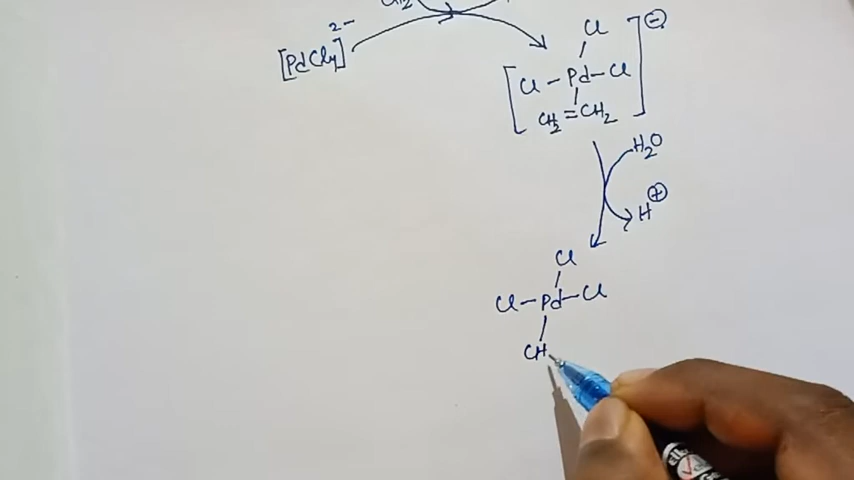 [PdCl4]2-
Cl
[Cl - Pd - Cl]⊖
CH2=CH2
H2O
H⊕
Cl
Cl - Pd - Cl
CH